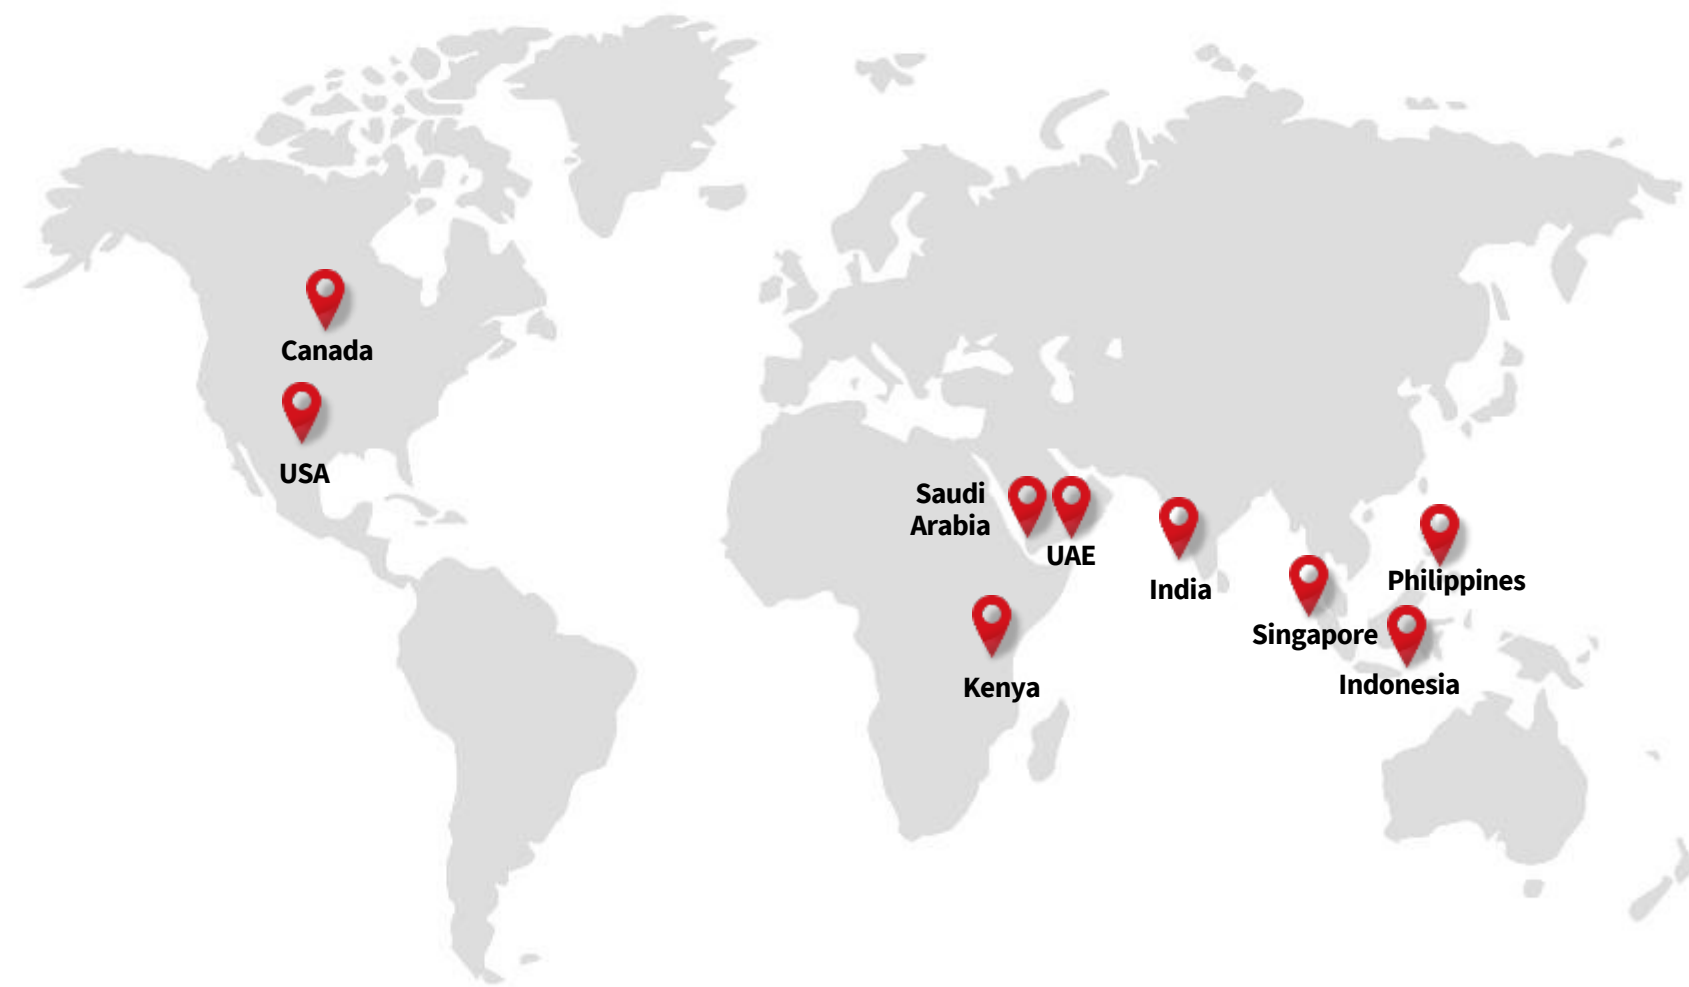 Canada
USA
Saudi
Arabia
UAE
India
Philippines
Singapore
Indonesia
Kenya